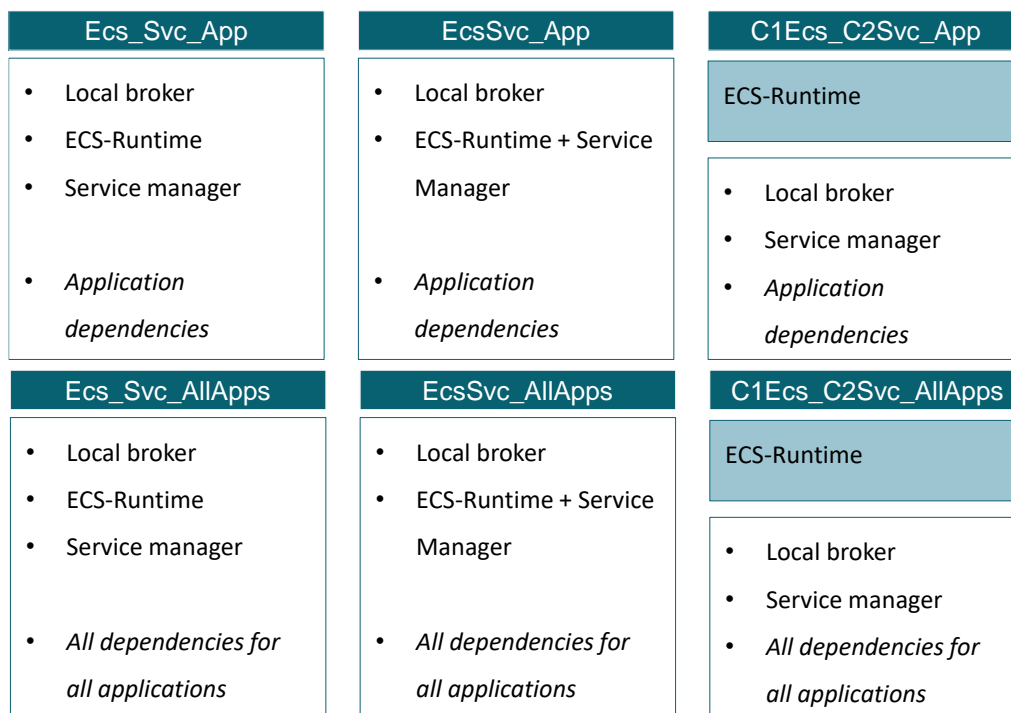 Ecs_Svc_App
• Local broker
• ECS-Runtime
• Service manager
• Application
dependencies
EcsSvc_App
• Local broker
• ECS-Runtime + Service
Manager
• Application
dependencies
C1Ecs_C2Svc_App
ECS-Runtime
• Local broker
• Service manager
• Application
dependencies
Ecs_Svc_AllApps
• Local broker
• ECS-Runtime
• Service manager
• All dependencies for
all applications
EcsSvc_AllApps
• Local broker
• ECS-Runtime + Service
Manager
• All dependencies for
all applications
C1Ecs_C2Svc_AllApps
ECS-Runtime
• Local broker
• Service manager
• All dependencies for
all applications